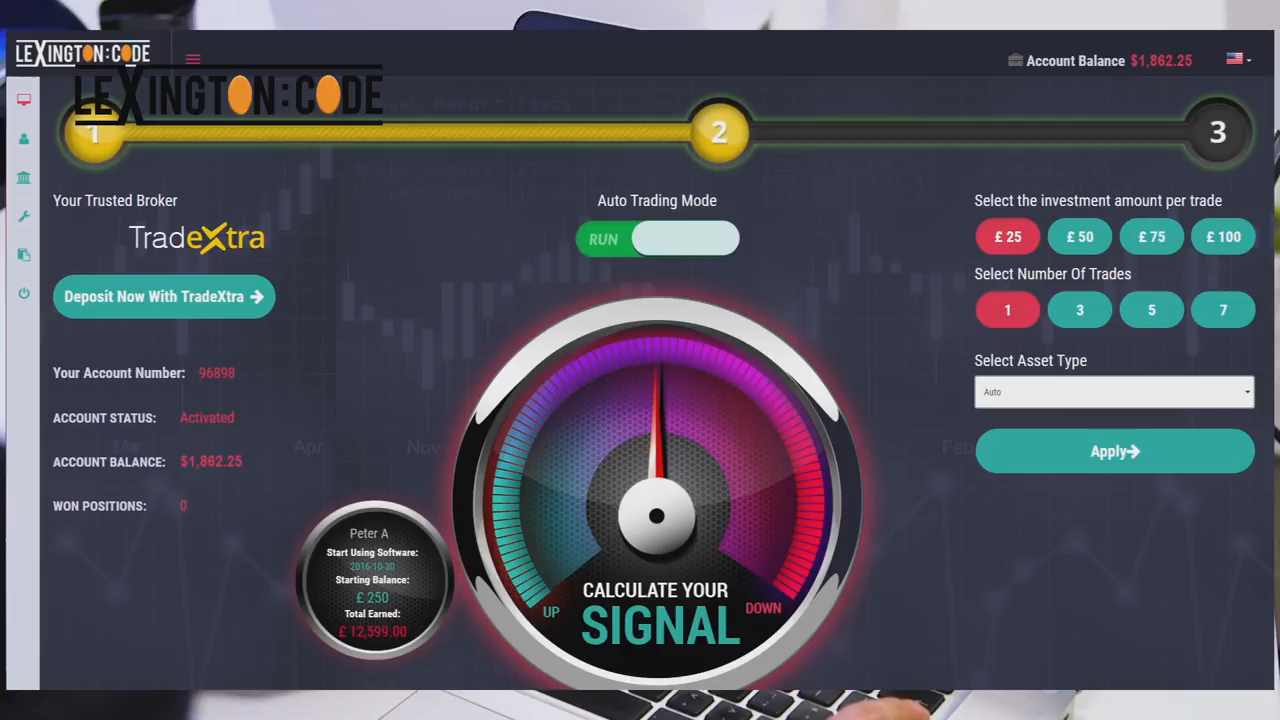 LEXINGTON:CODE
Account Balance $1,862.25
LEXINGTON:CODE
1
2
3
Your Trusted Broker
TradeXtra
Deposit Now With TradeXtra
Your Account Number: 96898
ACCOUNT STATUS: Activated
ACCOUNT BALANCE: $1,862.25
WON POSITIONS: 0
Auto Trading Mode
RUN
Peter A
Start Using Software:
2016-10-30
Starting Balance:
£ 250
Total Earned:
£ 12,599.00
UP
CALCULATE YOUR
SIGNAL
DOWN
Select the investment amount per trade
£ 25
£ 50
£ 75
£ 100
Select Number Of Trades
1
3
5
7
Select Asset Type
Auto
Apply
Apr
Nov